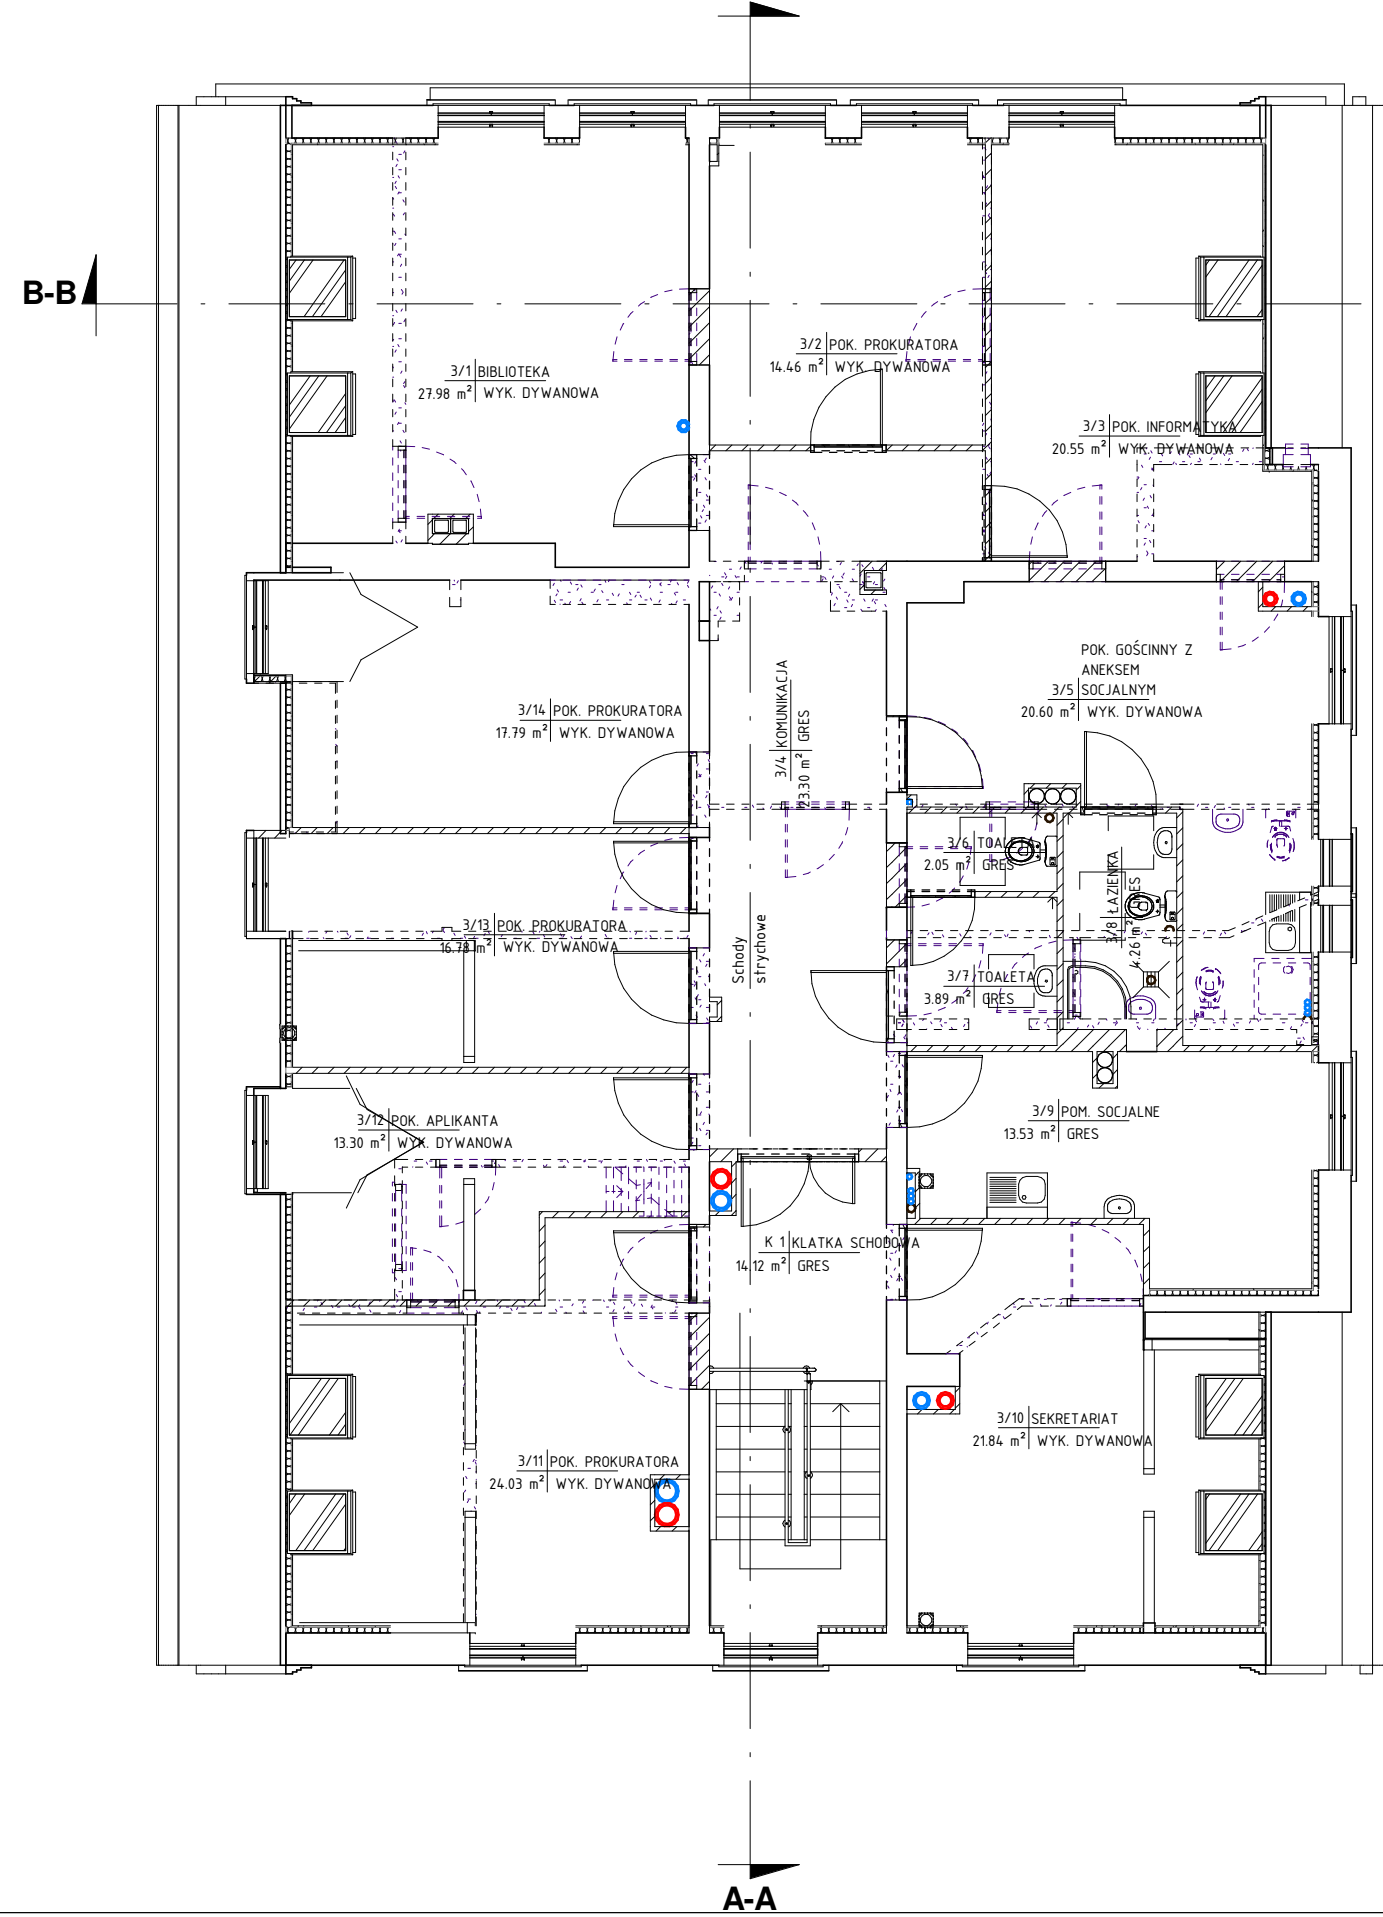 B-B
3/2 POK. PROKURATORA
14.46 m² WYK. DYWANOWA
3/1 BIBLIOTEKA
27.98 m² WYK. DYWANOWA
3/3 POK. INFORMATYKA
20.55 m² WYK. DYWANOWA
POK. GOŚCINNY Z
ANEKSEM
3/5 SOCJALNYM
20.60 m² WYK. DYWANOWA
3/14 POK. PROKURATORA
17.79 m² WYK. DYWANOWA
3/4 KOMUNIKACJA
23.30 m² GRES
3/6 TOALETA
2.05 m² GRES
3/8 ŁAZIENKA
4.26 m² GRES
3/13 POK. PROKURATORA
16.78 m² WYK. DYWANOWA
Schody
strychowe
3/7 TOALETA
3.89 m² GRES
3/12 POK. APLIKANTA
13.30 m² WYK. DYWANOWA
3/9 POM. SOCJALNE
13.53 m² GRES
K 1 KLATKA SCHODOWA
14.12 m² GRES
3/10 SEKRETARIAT
21.84 m² WYK. DYWANOWA
3/11 POK. PROKURATORA
24.03 m² WYK. DYWANOWA
A-A